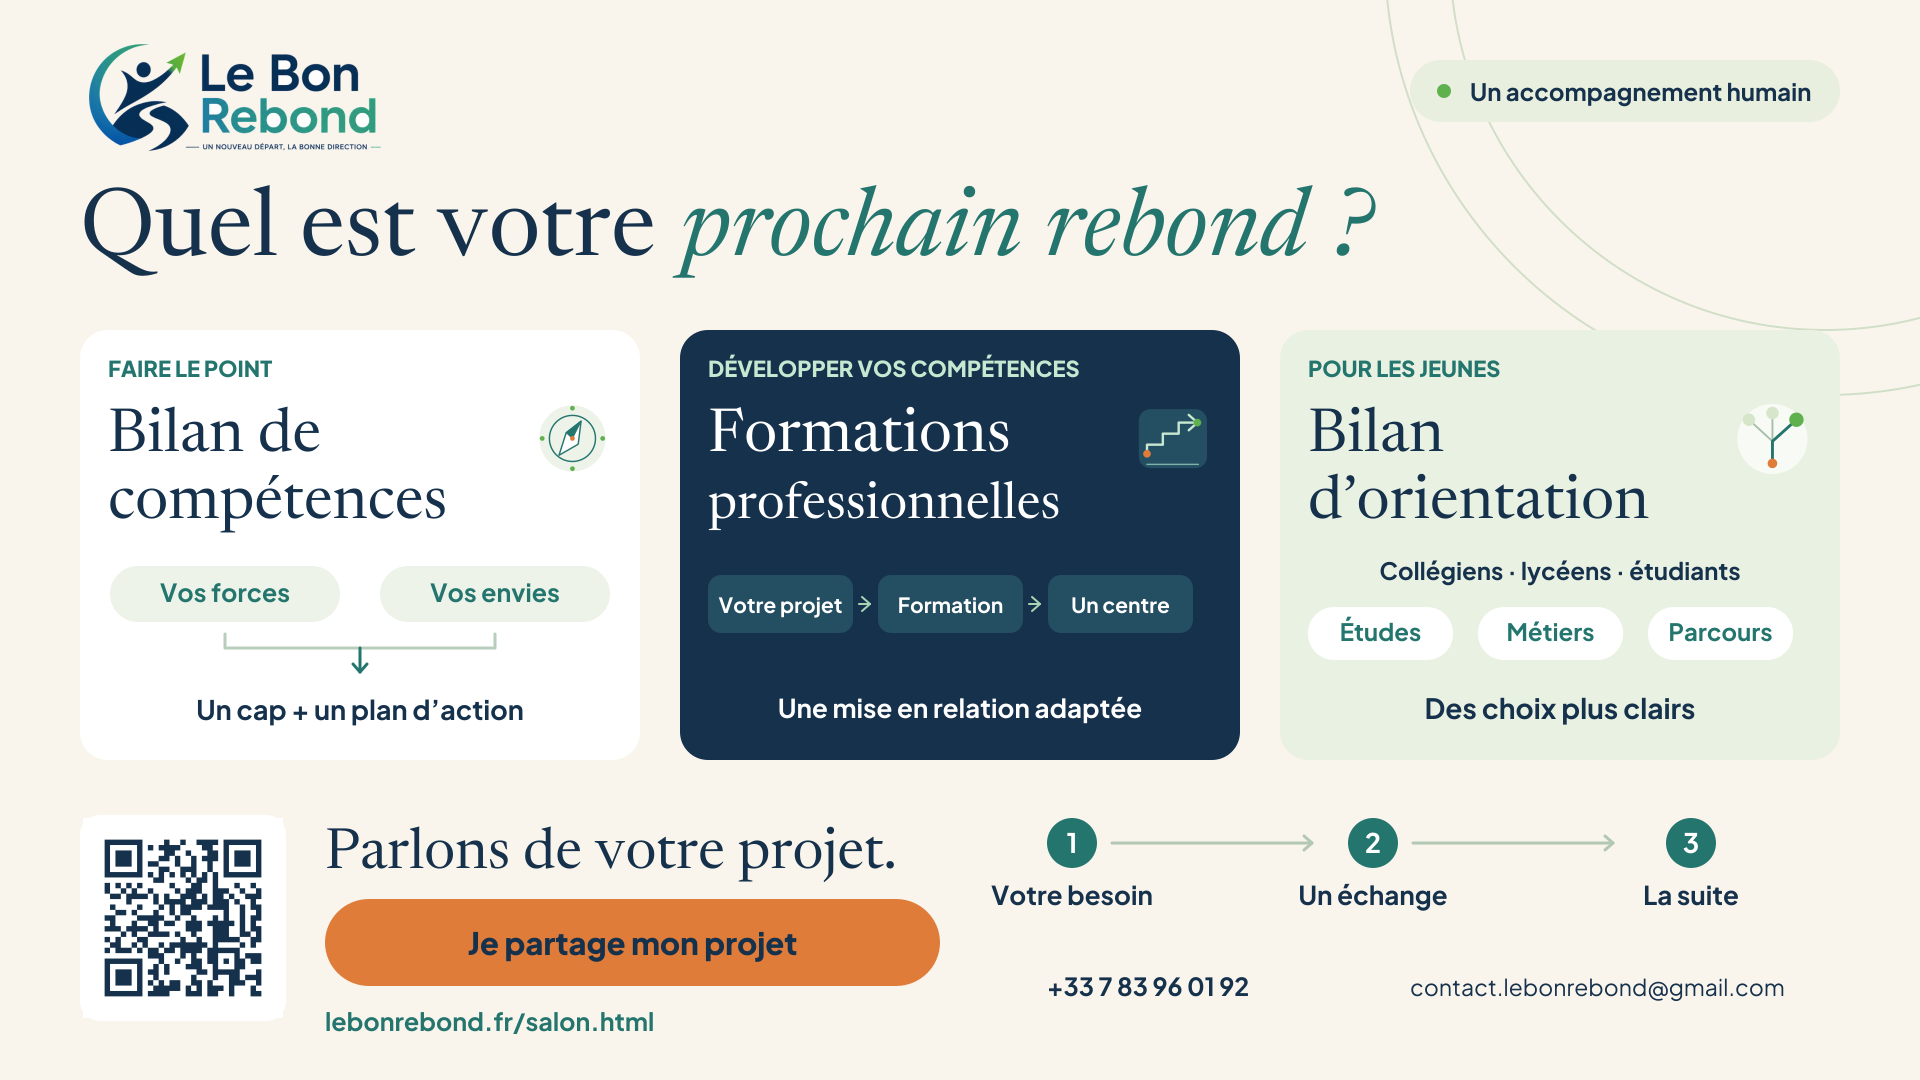 Le Bon
Rebond
UN NOUVEAU DÉPART, LA BONNE DIRECTION
Un accompagnement humain
Quel est votre prochain rebond ?
FAIRE LE POINT
Bilan de
compétences
Vos forces
Vos envies
Un cap + un plan d’action
DÉVELOPPER VOS COMPÉTENCES
Formations
professionnelles
Votre projet
Formation
Un centre
Une mise en relation adaptée
POUR LES JEUNES
Bilan
d’orientation
Collégiens · lycéens · étudiants
Études
Métiers
Parcours
Des choix plus clairs
Parlons de votre projet.
Je partage mon projet
lebonrebond.fr/salon.html
1
Votre besoin
2
Un échange
3
La suite
+33 7 83 96 01 92
contact.lebonrebond@gmail.com